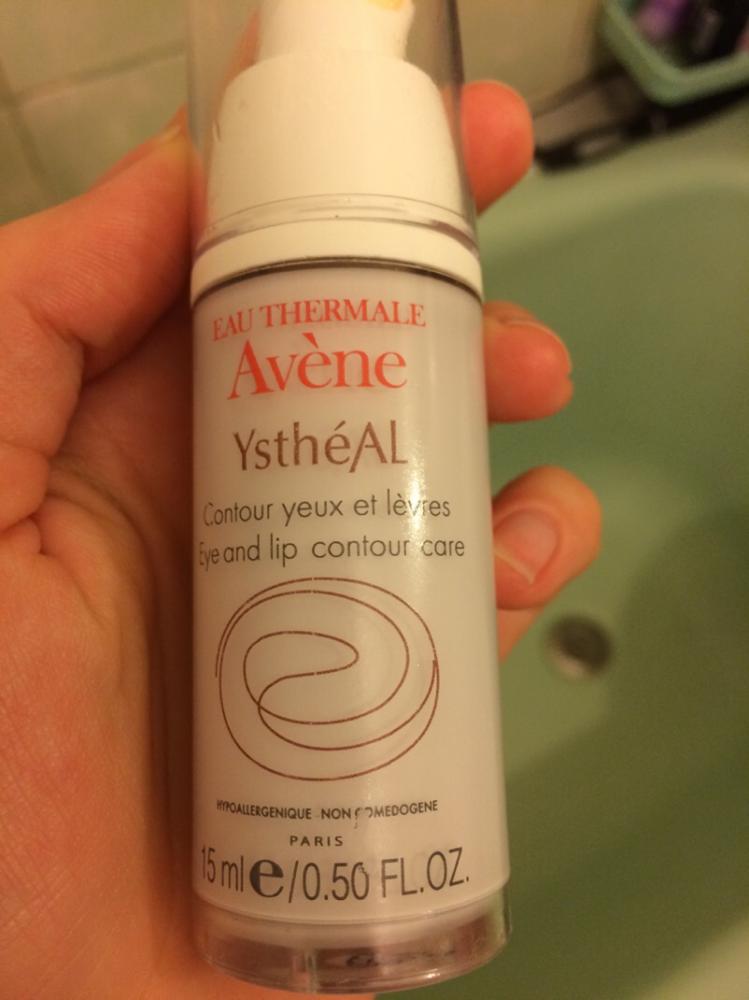 EAU THERMALE
Avène
YsthéAL
Contour yeux et lèvres
Eye and lip contour care
HYPOALLERGENIQUE NON COMEDOGENE
PARIS
15 ml e/0.50 FL.OZ.